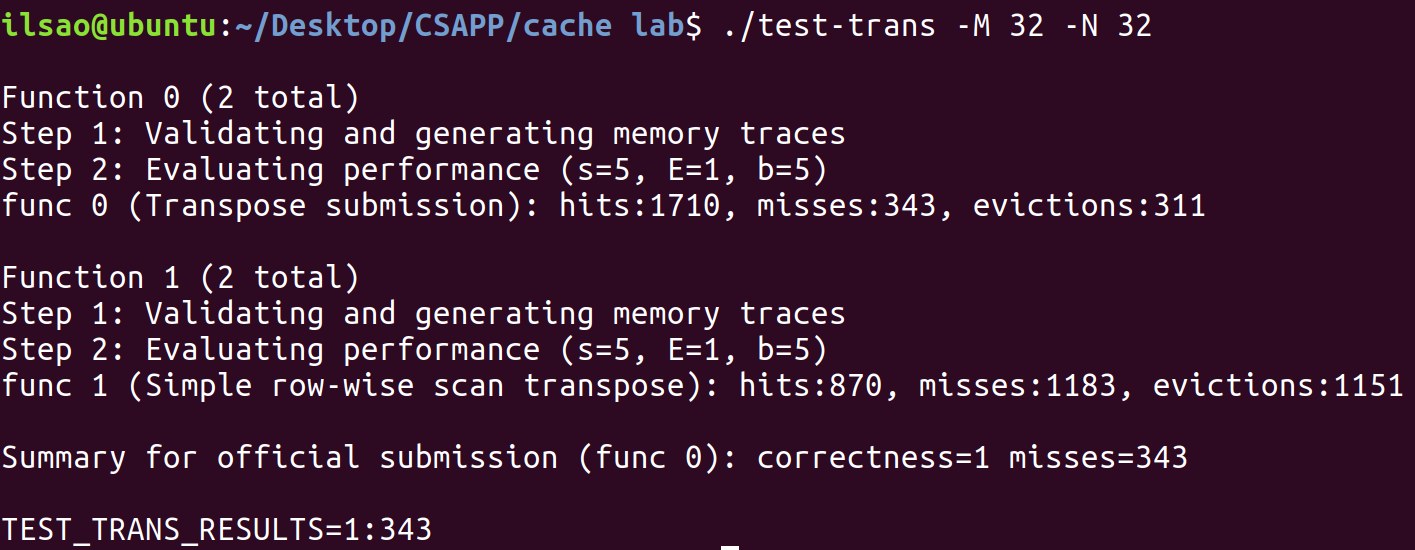 ilsao@ubuntu:~/Desktop/CSAPP/cache lab$ ./test-trans -M 32 -N 32
Function 0 (2 total)
Step 1: Validating and generating memory traces
Step 2: Evaluating performance (s=5, E=1, b=5)
func 0 (Transpose submission): hits:1710, misses:343, evictions:311
Function 1 (2 total)
Step 1: Validating and generating memory traces
Step 2: Evaluating performance (s=5, E=1, b=5)
func 1 (Simple row-wise scan transpose): hits:870, misses:1183, evictions:1151
Summary for official submission (func 0): correctness=1 misses=343
TEST_TRANS_RESULTS=1:343